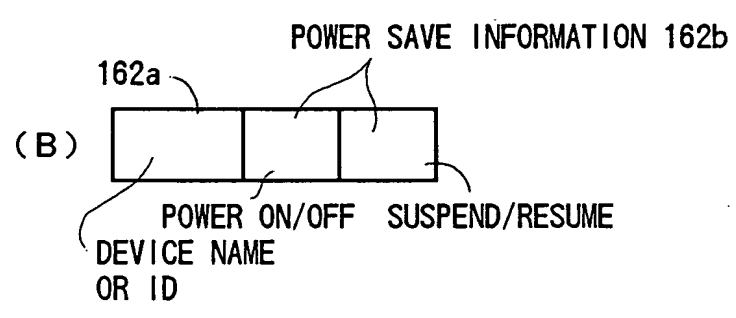 POWER SAVE INFORMATION 162b
162a
(B)
POWER ON/OFF SUSPEND/RESUME
DEVICE NAME
OR ID